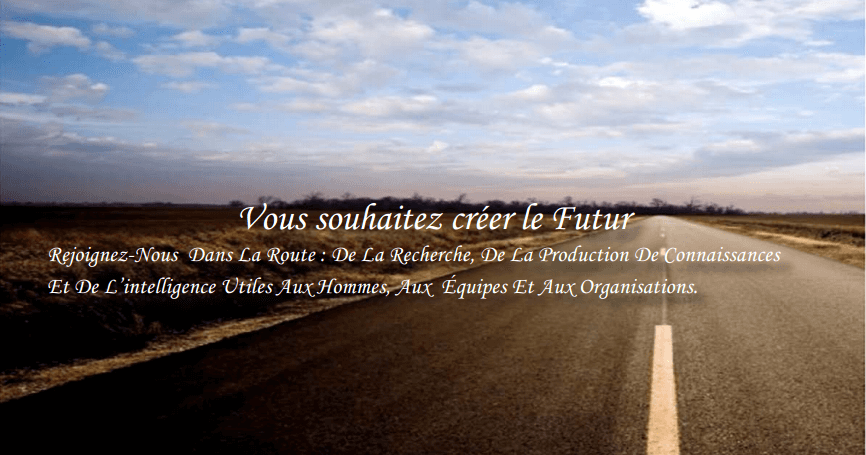 Vous souhaitez créer le Futur
Rejoignez-Nous Dans La Route : De La Recherche, De La Production De Connaissances
Et De L'intelligence Utiles Aux Hommes, Aux Équipes Et Aux Organisations.